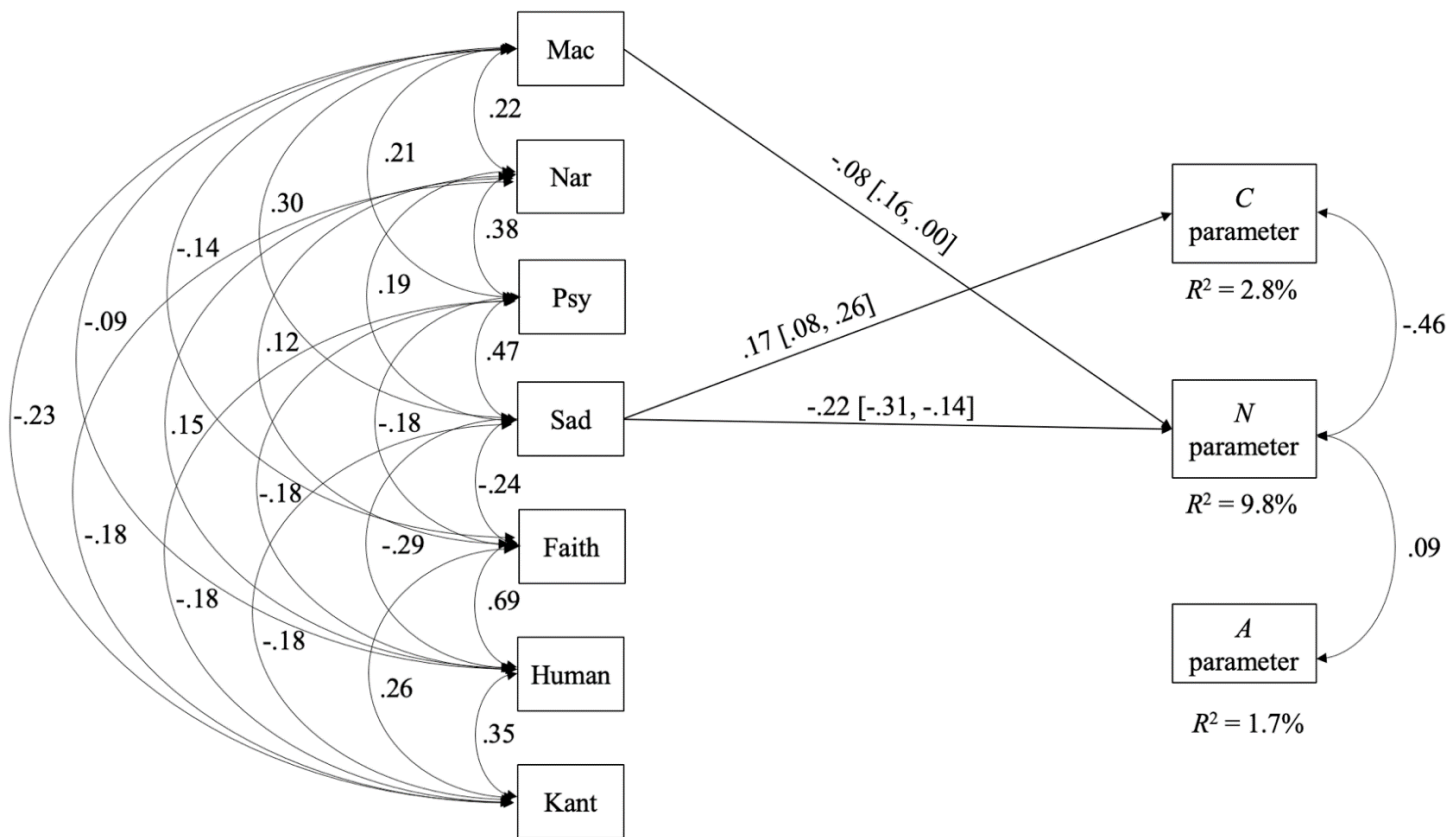 Mac
.22
Nar
.21
.38
.30
-.14
Psy
.19
-.09
.12
.47
Sad
-.23
.15
-.18
-.24
-.18
Faith
-.18
-.29
.69
-.18
-.18
Human
.26
.35
Kant
-.08 [.16, .00]
.17 [.08, .26]
-.22 [-.31, -.14]
C
parameter
R² = 2.8%
-.46
N
parameter
R² = 9.8%
.09
A
parameter
R² = 1.7%